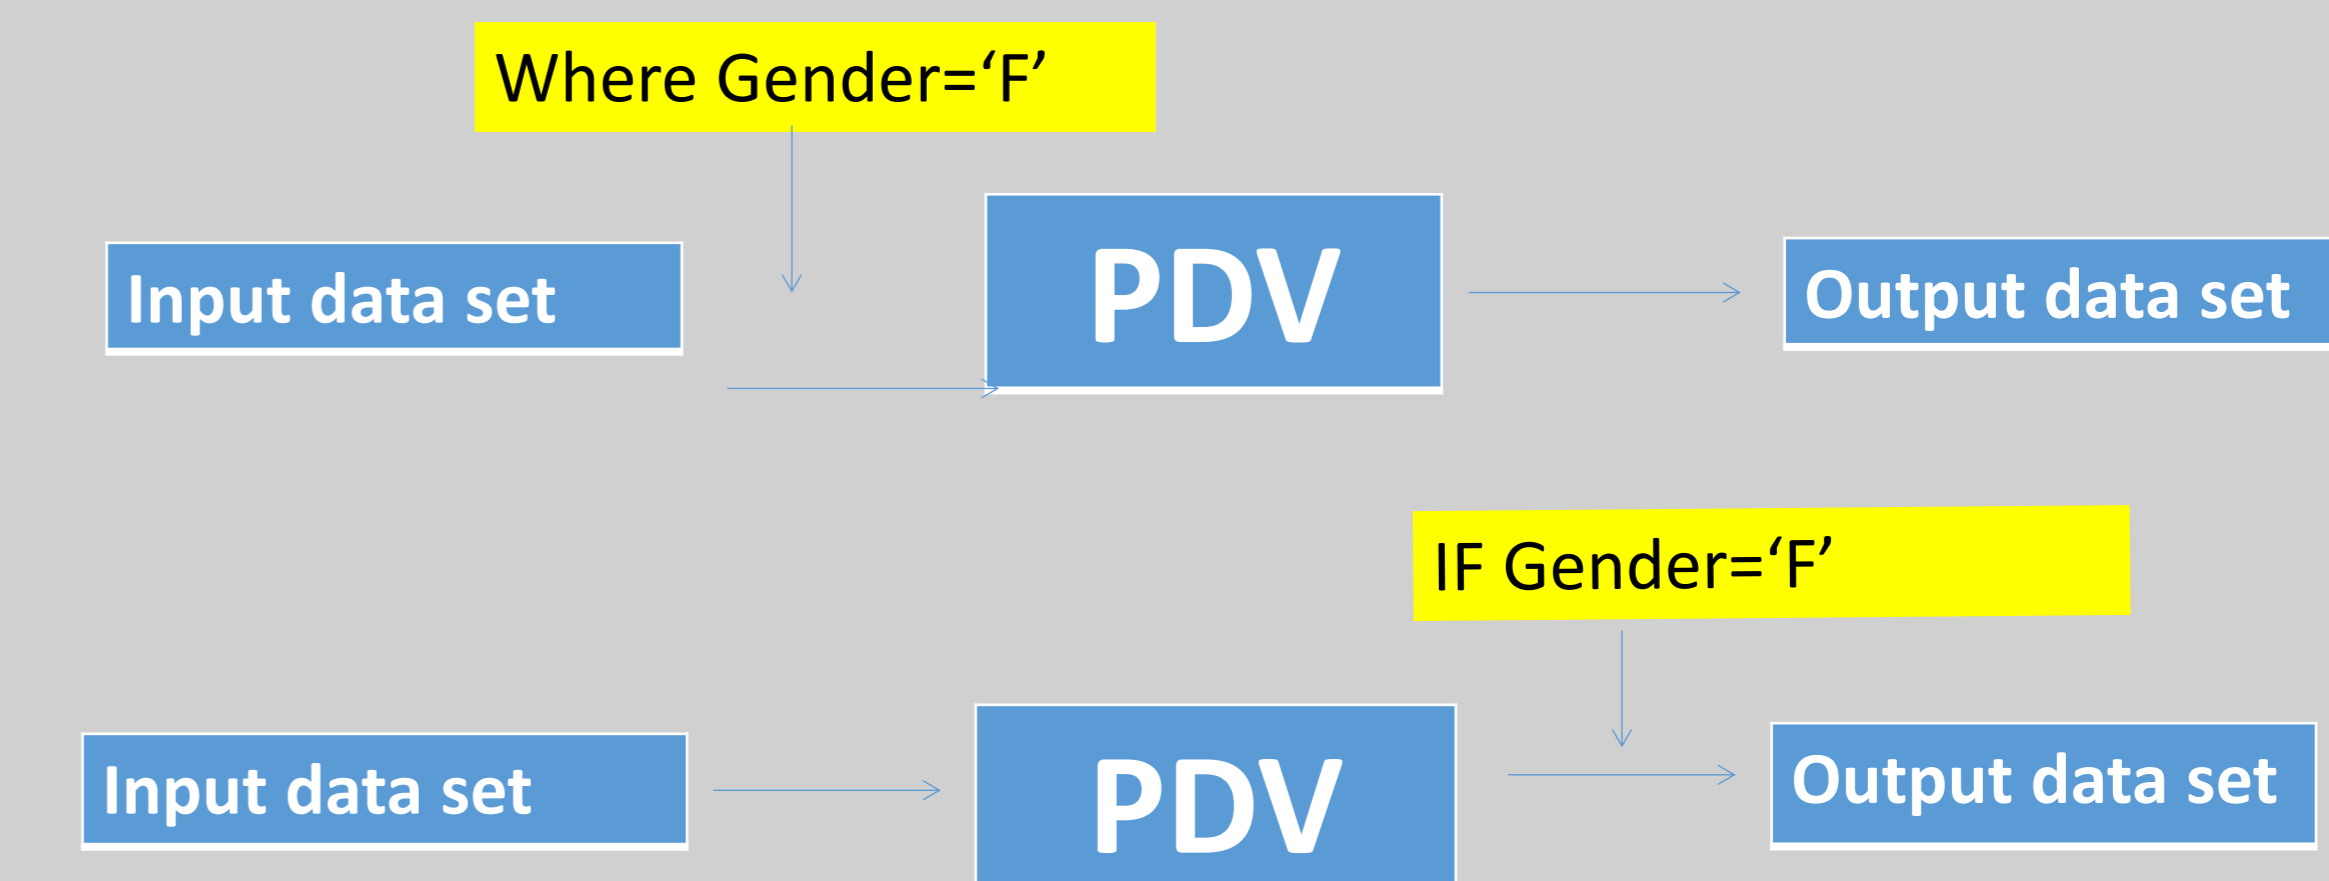 Where Gender=‘F’
Input data set
PDV
Output data set
IF Gender=‘F’
Input data set
PDV
Output data set